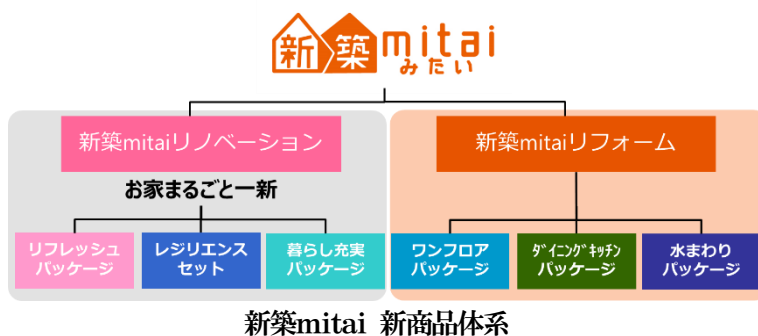 新築mitai
みたい
新築mitaiリノベーション
新築mitaiリフォーム
お家まるごと一新
リフレッシュ
パッケージ
レジリエンス
セット
暮らし充実
パッケージ
ワンフロア
パッケージ
ﾀﾞｲﾆﾝｸﾞｷｯﾁﾝ
パッケージ
水まわり
パッケージ
新築mitai 新商品体系